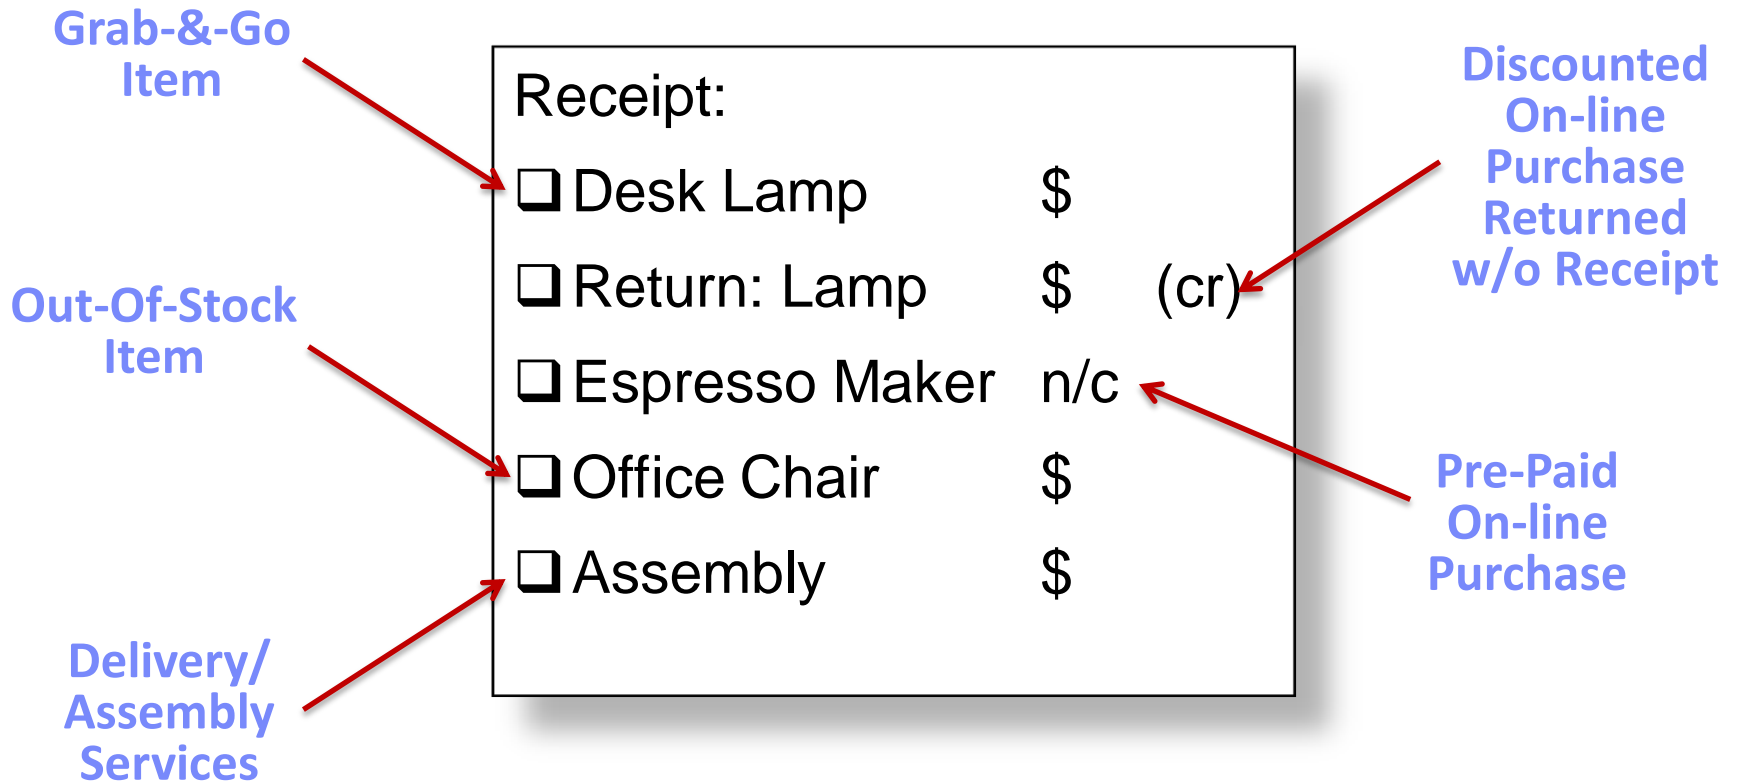 Grab-&-Go
Item
Out-Of-Stock
Item
Delivery/
Assembly
Services
Receipt:
❑ Desk Lamp $
❑ Return: Lamp $ (cr)
❑ Espresso Maker n/c
❑ Office Chair $
❑ Assembly $
Discounted
On-line
Purchase
Returned
w/o Receipt
Pre-Paid
On-line
Purchase